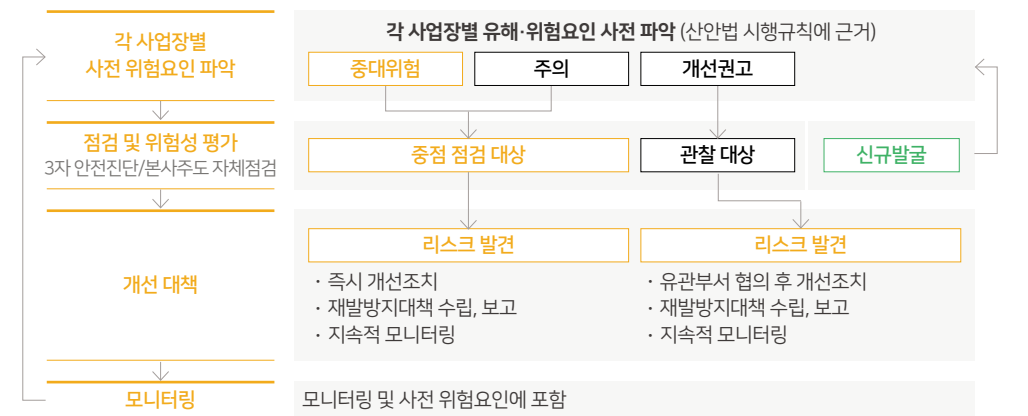 각 사업장별
사전 위험요인 파악
각 사업장별 유해·위험요인 사전 파악 (산안법 시행규칙에 근거)
중대위험
주의
개선권고
점검 및 위험성 평가
3자 안전진단/본사주도 자체점검
중점 점검 대상
관찰 대상
신규발굴
개선 대책
리스크 발견
· 즉시 개선조치
· 재발방지대책 수립, 보고
· 지속적 모니터링
리스크 발견
· 유관부서 협의 후 개선조치
· 재발방지대책 수립, 보고
· 지속적 모니터링
모니터링
모니터링 및 사전 위험요인에 포함